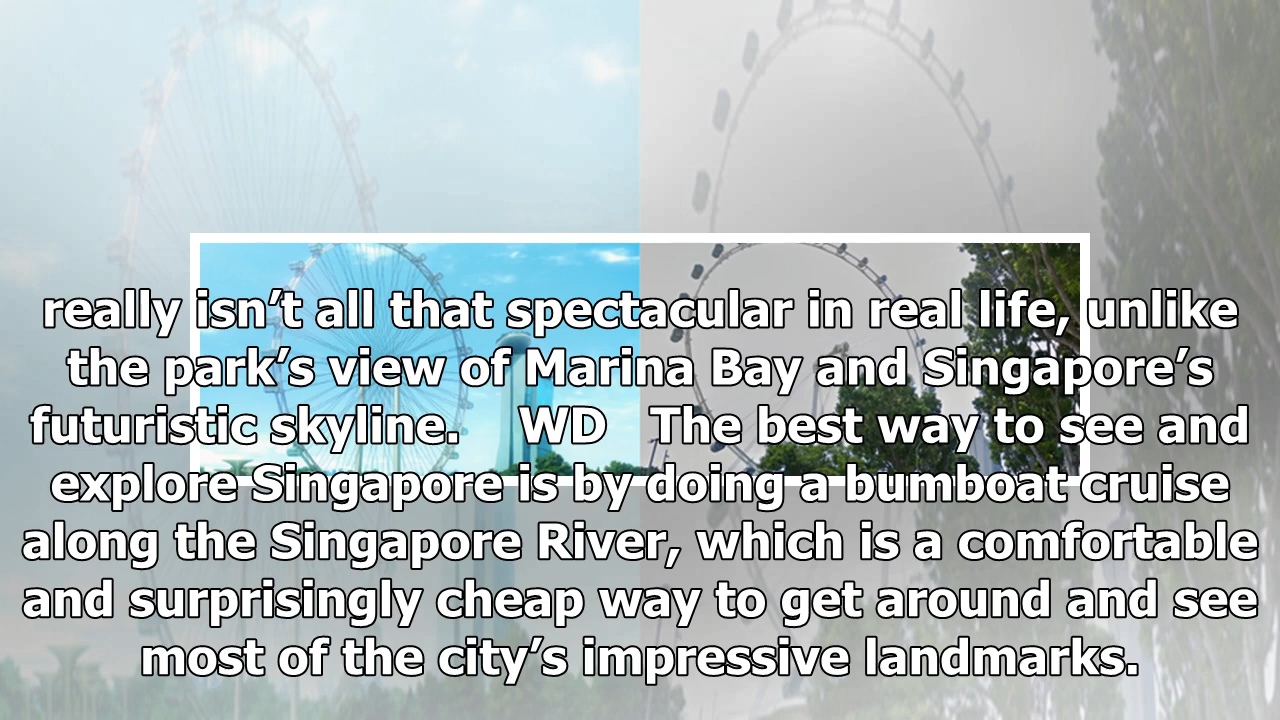 really isn’t all that spectacular in real life, unlike
the park’s view of Marina Bay and Singapore’s
futuristic skyline.    WD   The best way to see and
explore Singapore is by doing a bumboat cruise
along the Singapore River, which is a comfortable
and surprisingly cheap way to get around and see
most of the city’s impressive landmarks.